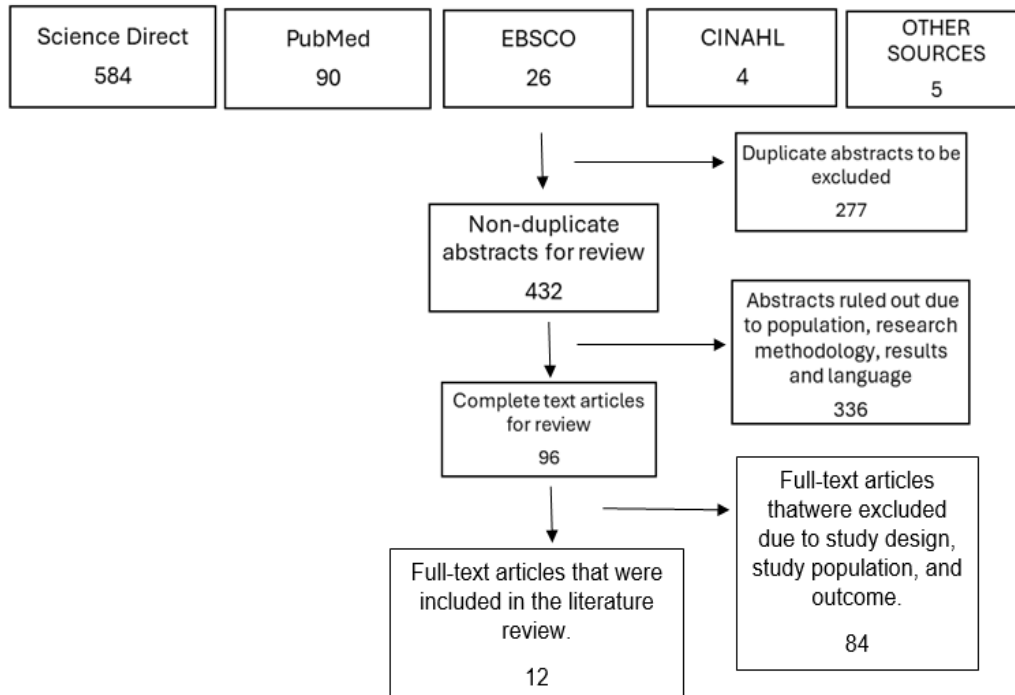 Science Direct
584
PubMed
90
EBSCO
26
CINAHL
4
OTHER
SOURCES
5
Duplicate abstracts to be
excluded
277
Non-duplicate
abstracts for review
432
Abstracts ruled out due
to population, research
methodology, results
and language
336
Complete text articles
for review
96
Full-text articles
thatwere excluded
due to study design,
study population, and
outcome.
84
Full-text articles that were
included in the literature
review.
12